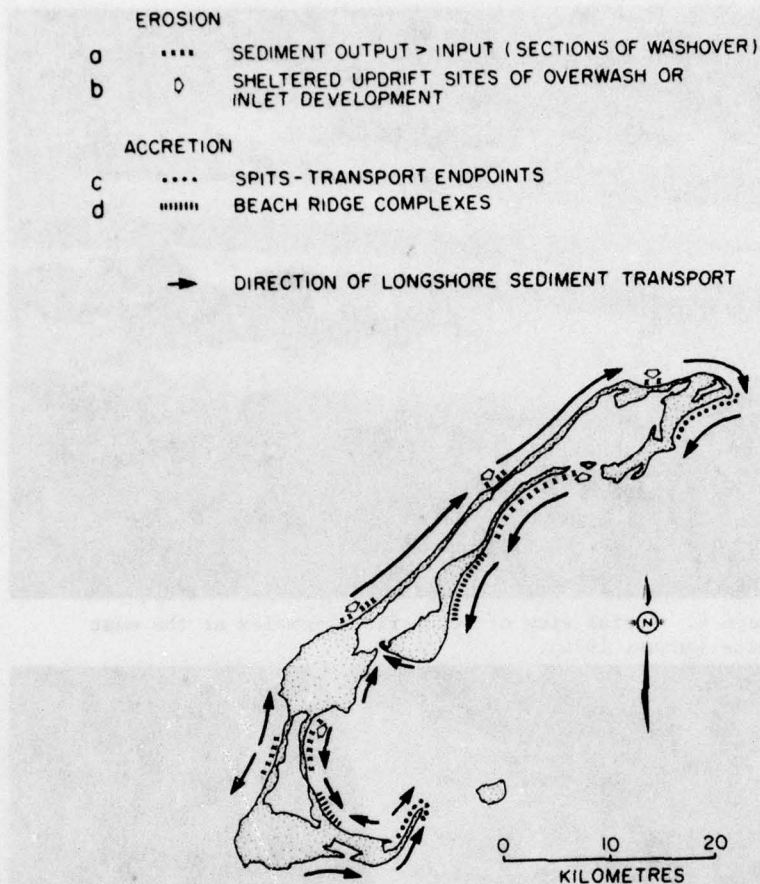 EROSION
a SEDIMENT OUTPUT > INPUT (SECTIONS OF WASHOVER)
b SHELTERED UPDRIFT SITES OF OVERWASH OR
INLET DEVELOPMENT
ACCRETION
c SPITS-TRANSPORT ENDPOINTS
d BEACH RIDGE COMPLEXES
DIRECTION OF LONGSHORE SEDIMENT TRANSPORT
N
0 10 20
KILOMETRES